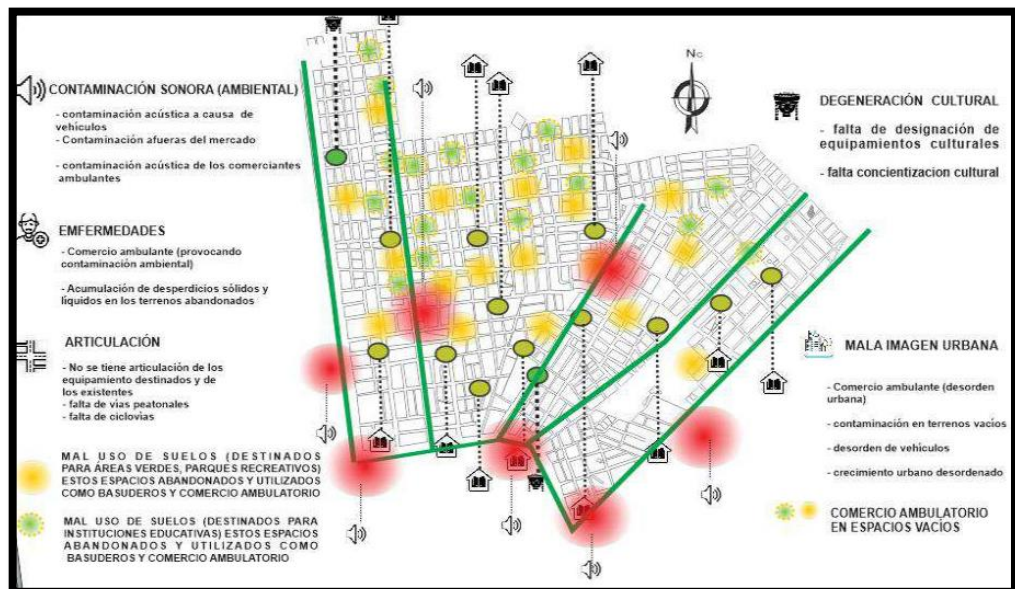 CONTAMINACIÓN SONORA (AMBIENTAL)
- contaminación acústica a causa de
vehículos
- Contaminación afueras del mercado
- contaminación acústica de los comerciantes
ambulantes
EMFERMEDADES
- Comercio ambulante (provocando
contaminación ambiental)
- Acumulación de desperdicios sólidos y
líquidos en los terrenos abandonados
ARTICULACIÓN
- No se tiene articulación de los
equipamiento destinados y de
los existentes
- falta de vías peatonales
- falta de ciclovías
MAL USO DE SUELOS (DESTINADOS
PARA ÁREAS VERDES, PARQUES RECREATIVOS)
ESTOS ESPACIOS ABANDONADOS Y UTILIZADOS
COMO BASUDEROS Y COMERCIO AMBULATORIO
MAL USO DE SUELOS (DESTINADOS PARA
INSTITUCIONES EDUCATIVAS) ESTOS ESPACIOS
ABANDONADOS Y UTILIZADOS COMO
BASUDEROS Y COMERCIO AMBULATORIO
DEGENERACIÓN CULTURAL
- falta de designación de
equipamientos culturales
- falta concientizacion cultural
MALA IMAGEN URBANA
- Comercio ambulante (desorden
urbana)
- contaminación en terrenos vacíos
- desorden de vehículos
- crecimiento urbano desordenado
COMERCIO AMBULATORIO
EN ESPACIOS VACÍOS